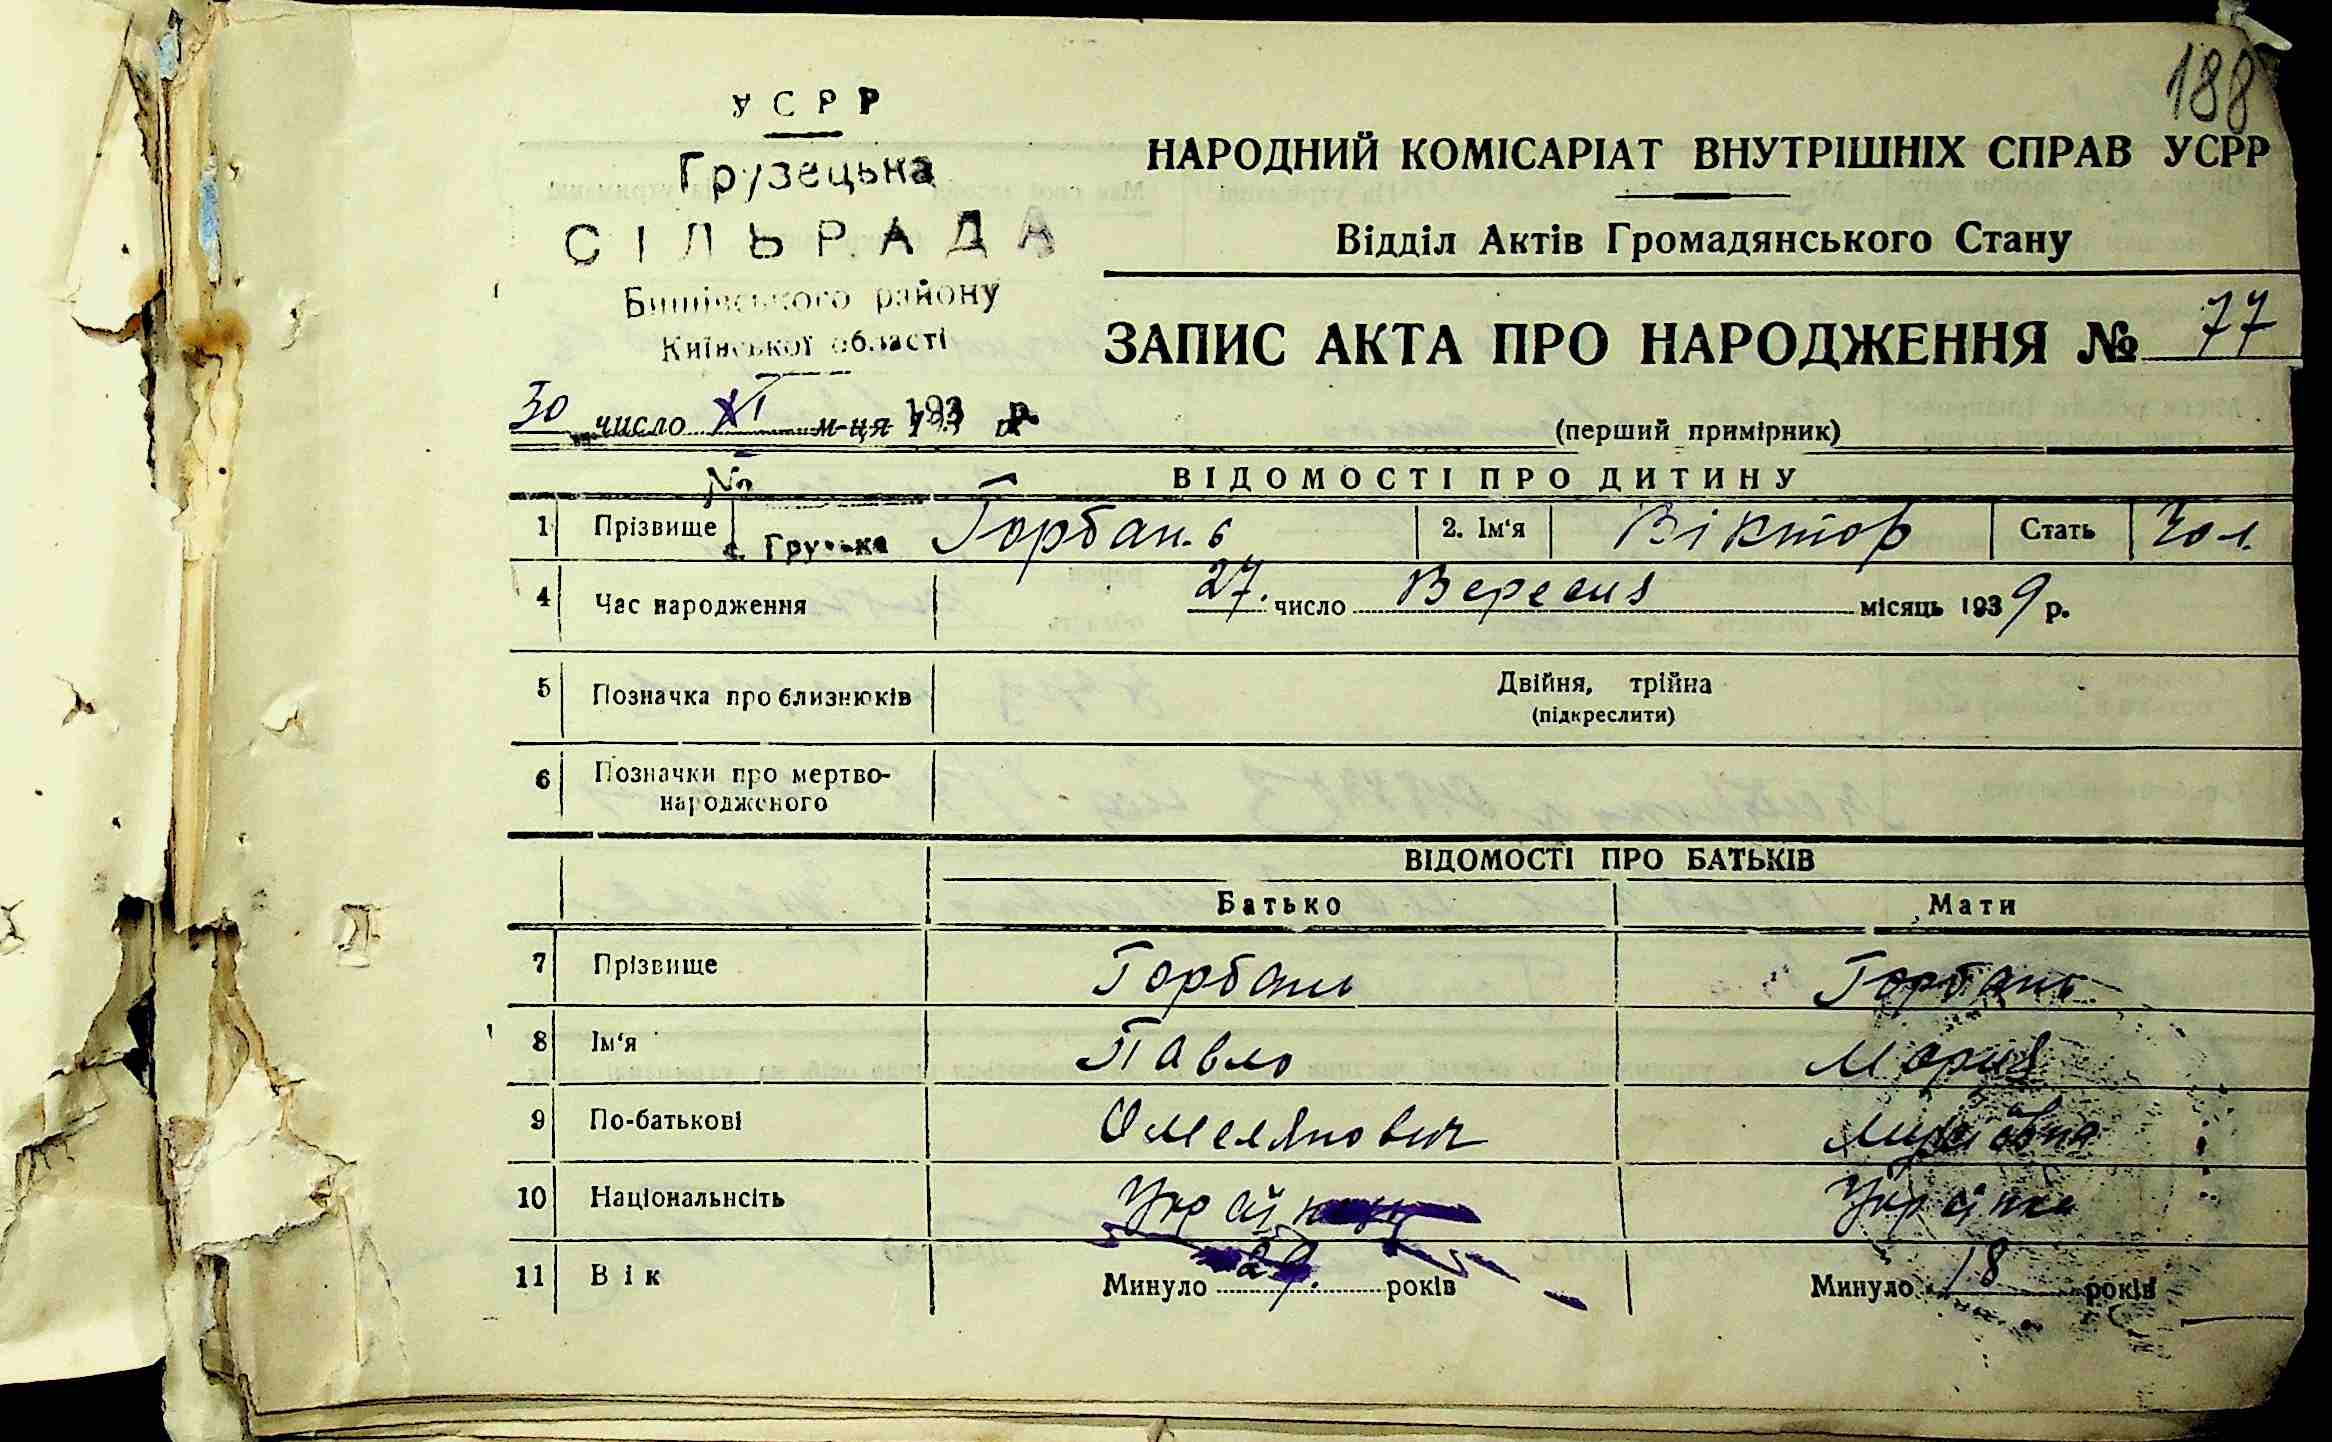 188
УСРР
Грузецька
СІЛЬРАДА
Бишівського району
Київської області
30 число XI м-ця 193 р.
№
с. Грузька
НАРОДНИЙ КОМІСАРІАТ ВНУТРІШНІХ СПРАВ УСРР
Відділ Актів Громадянського Стану
ЗАПИС АКТА ПРО НАРОДЖЕННЯ № 77
(перший примірник)
ВІДОМОСТІ ПРО ДИТИНУ
1 Прізвище Горбань 2. Ім'я Віктор Стать Чол.
4 Час народження 27. число Вересня місяць 1939 р.
5 Позначка про близнюків Двійня, трійна
(підкреслити)
6 Позначки про мертво-
народженого
ВІДОМОСТІ ПРО БАТЬКІВ
Батько Мати
7 Прізвище Горбань Горбань
8 Ім'я Павло Мария
9 По-батькові Омелянович
10 Національнсіть Українець Українка
11 Вік Минуло 29. років Минуло 18 років